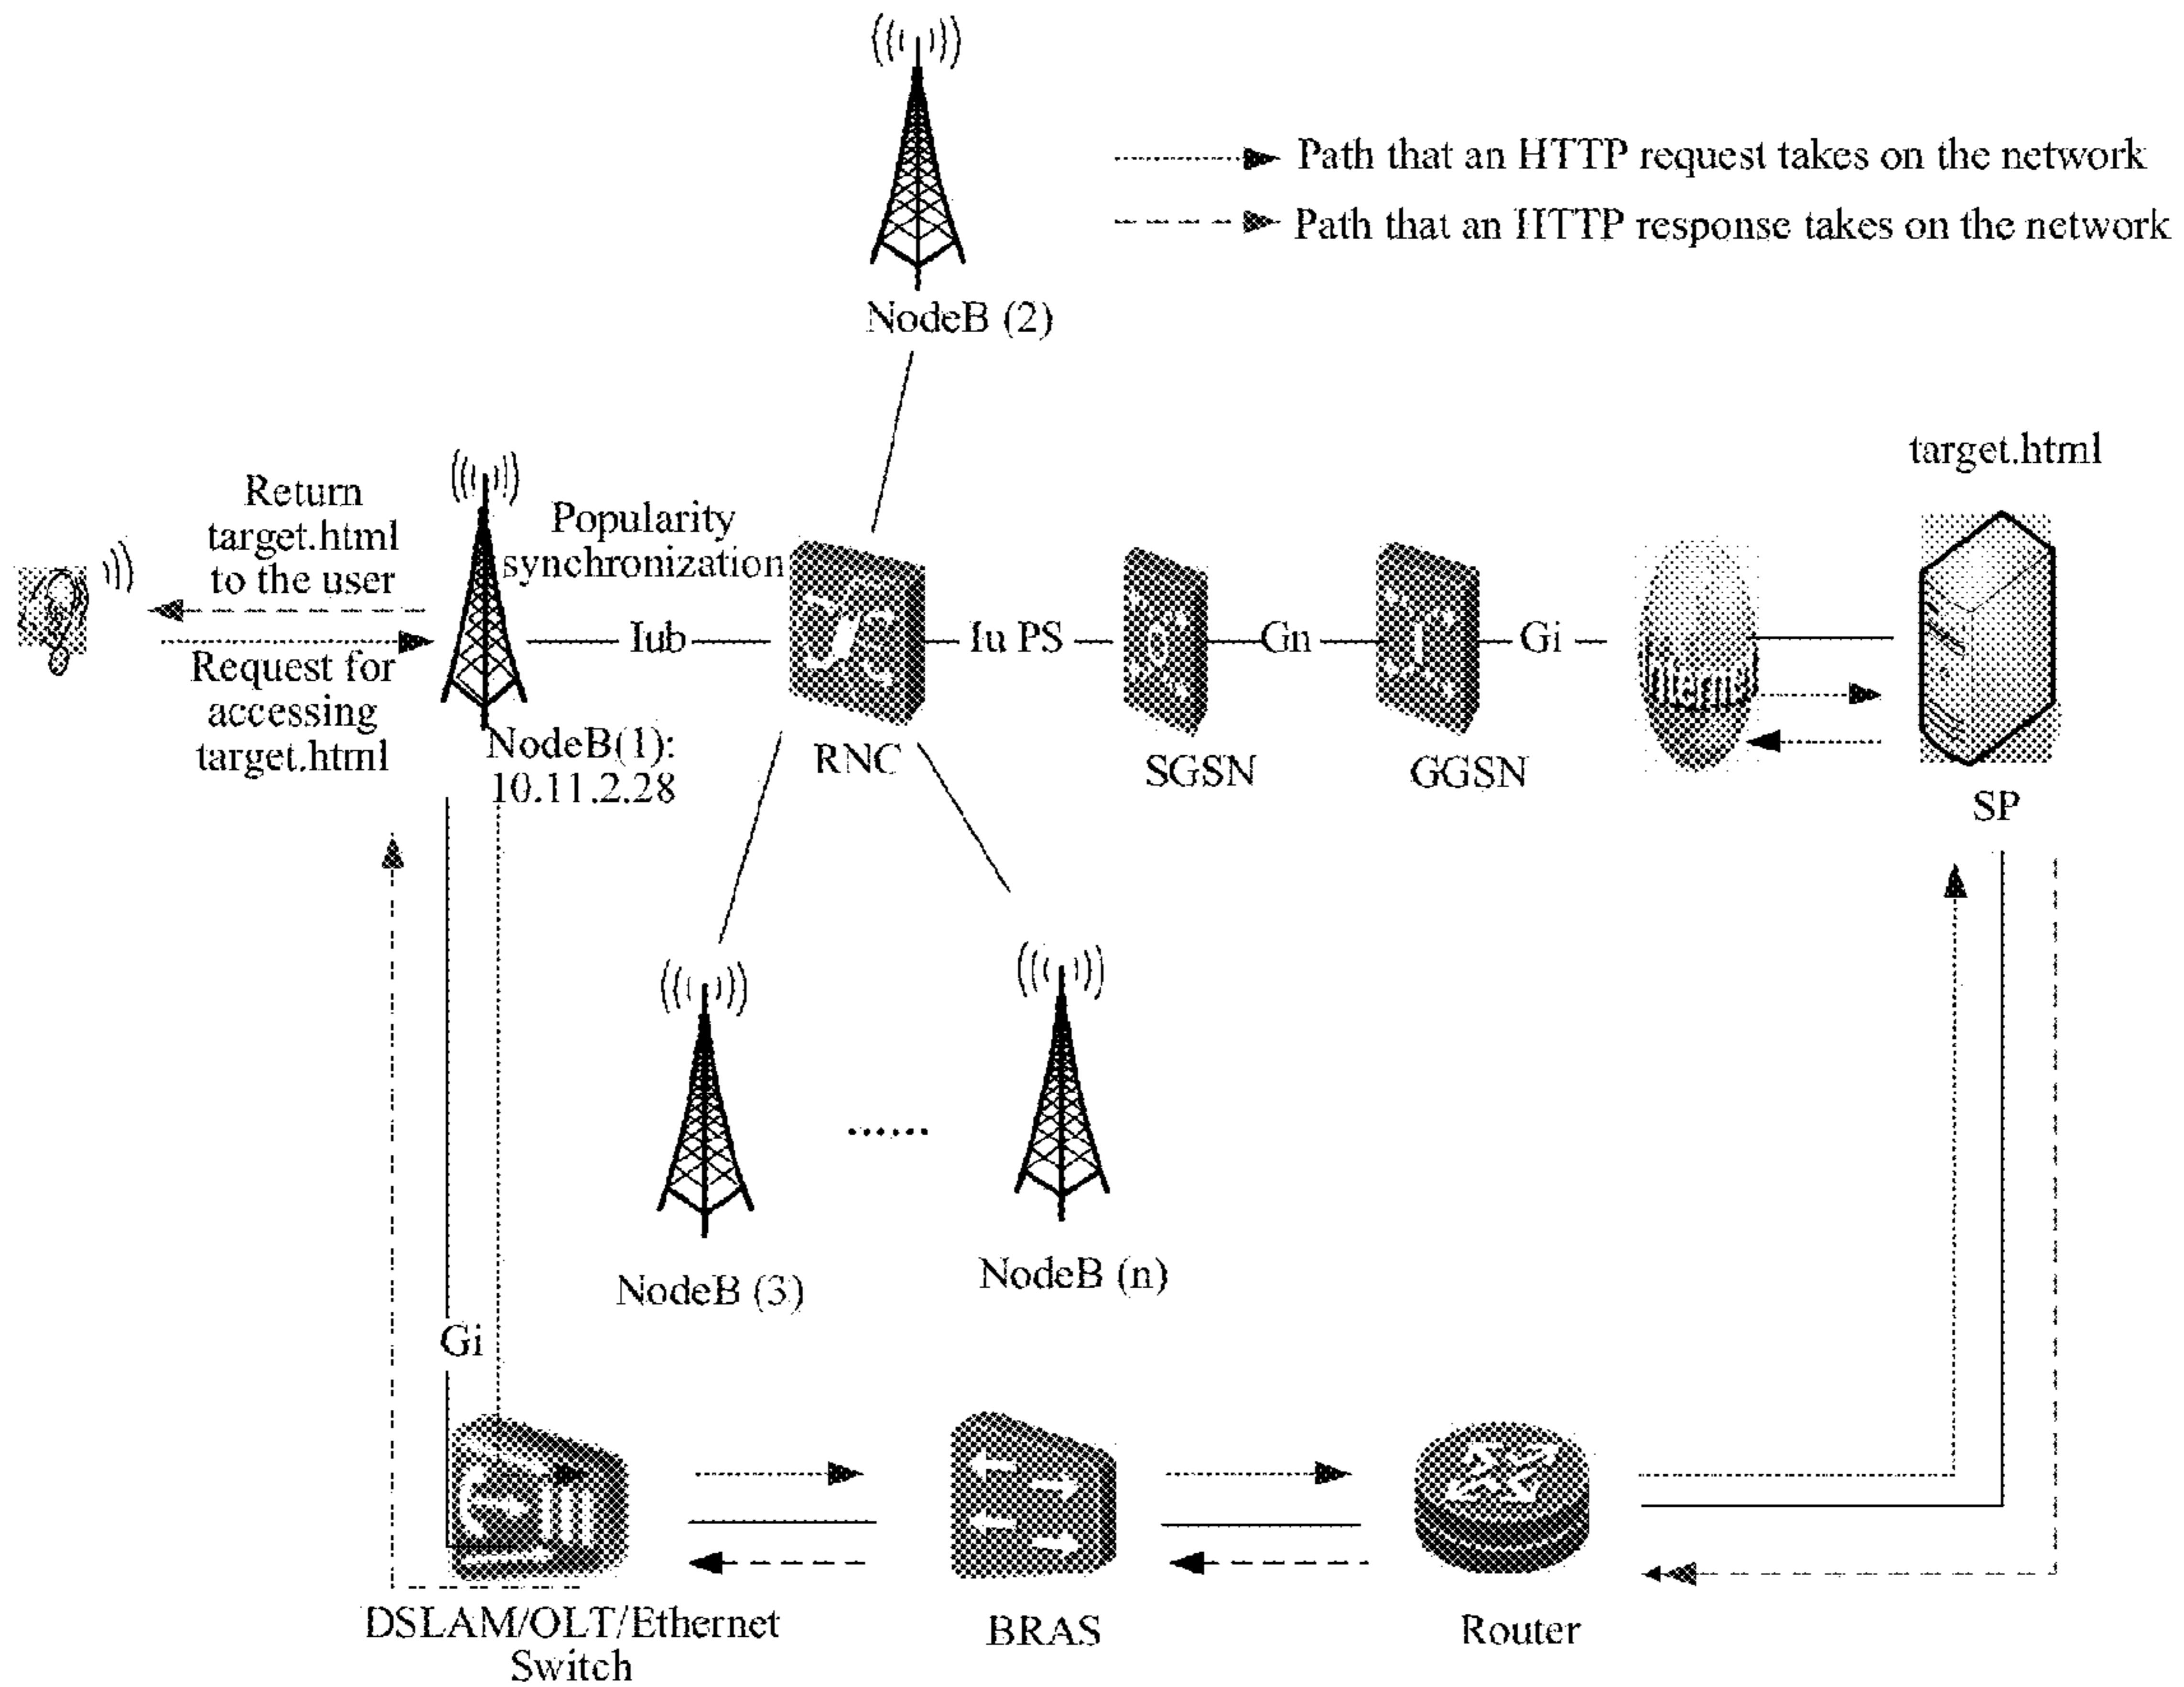 Path that an HTTP request takes on the network
Path that an HTTP response takes on the network
NodeB (2)
target.html
Return
target.html
to the user
Popularity
synchronization
Iub
Iu PS
Gn
Gi
Internet
Request for
accessing
target.html
NodeB(1):
10.11.2.28
RNC
SGSN
GGSN
SP
NodeB (3)
......
NodeB (n)
Gi
DSLAM/OLT/Ethernet
Switch
BRAS
Router